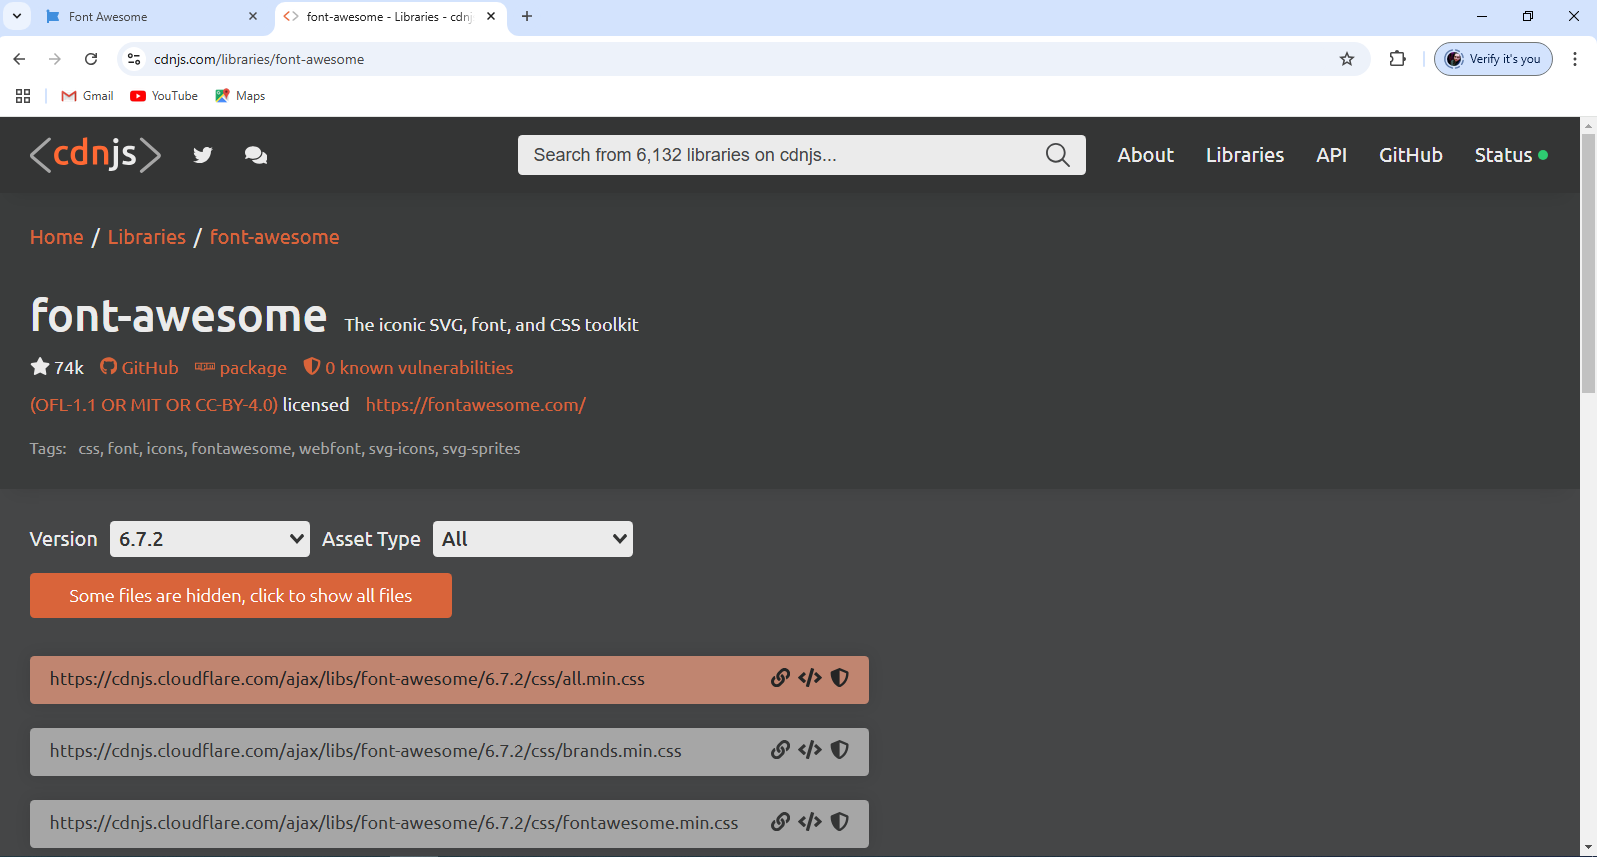 Font Awesome
font-awesome - Libraries - cdnj
cdnjs.com/libraries/font-awesome
Verify it's you
Gmail
YouTube
Maps
<cdnjs>
Search from 6,132 libraries on cdnjs...
About
Libraries
API
GitHub
Status
Home / Libraries / font-awesome
font-awesome The iconic SVG, font, and CSS toolkit
74k GitHub npm package 0 known vulnerabilities
(OFL-1.1 OR MIT OR CC-BY-4.0) licensed https://fontawesome.com/
Tags: css, font, icons, fontawesome, webfont, svg-icons, svg-sprites
Version 6.7.2 Asset Type All
Some files are hidden, click to show all files
https://cdnjs.cloudflare.com/ajax/libs/font-awesome/6.7.2/css/all.min.css
https://cdnjs.cloudflare.com/ajax/libs/font-awesome/6.7.2/css/brands.min.css
https://cdnjs.cloudflare.com/ajax/libs/font-awesome/6.7.2/css/fontawesome.min.css